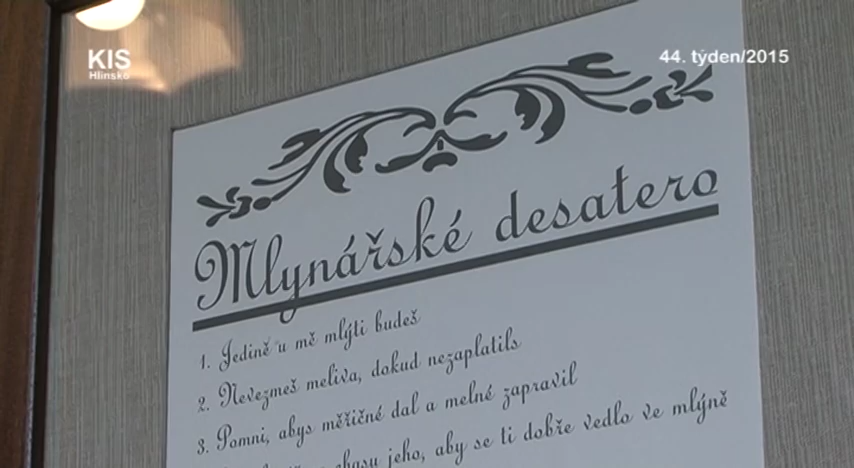 KIS
Hlinsko
44. týden/2015
Mlynářské desatero
1. Jedině u mě mlýti budeš
2. Nevezmeš meliva, dokud nezaplatils
3. Pomni, abys měřičné dal a melné zapravil
chasu jeho, aby se ti dobře vedlo ve mlýně